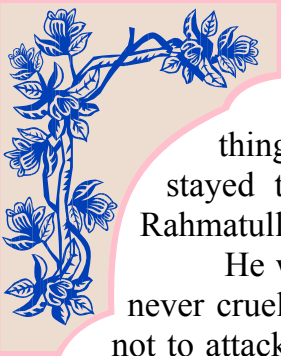 thing
stayed t
Rahmatull
He w
never cruel
not to attack